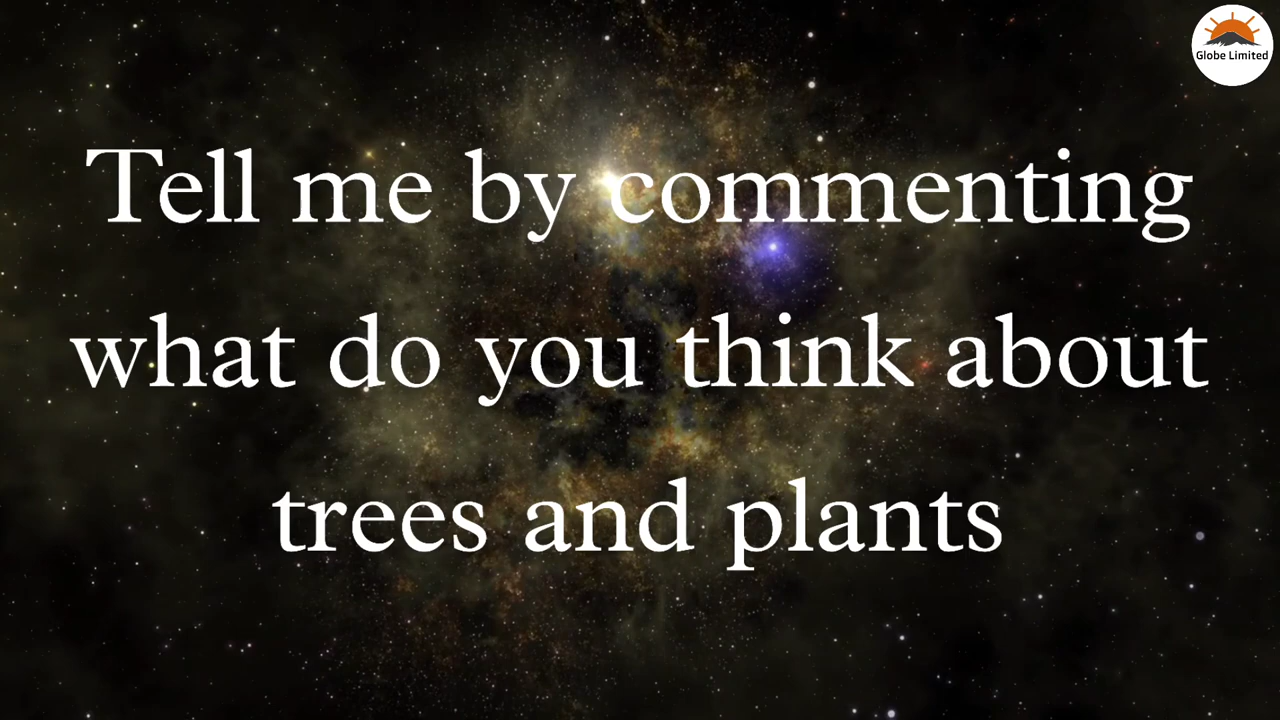 Globe Limited
Tell me by commenting
what do you think about
trees and plants